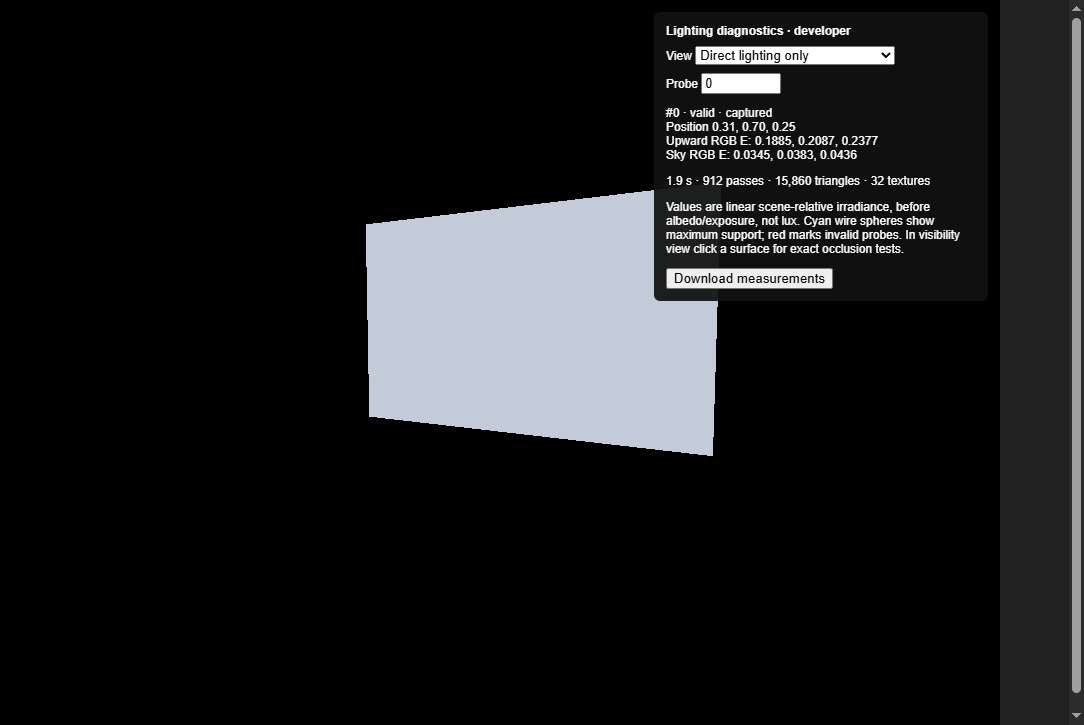 Lighting diagnostics · developer
View Direct lighting only
Probe 0
#0 · valid · captured
Position 0.31, 0.70, 0.25
Upward RGB E: 0.1885, 0.2087, 0.2377
Sky RGB E: 0.0345, 0.0383, 0.0436
1.9 s · 912 passes · 15,860 triangles · 32 textures
Values are linear scene-relative irradiance, before
albedo/exposure, not lux. Cyan wire spheres show
maximum support; red marks invalid probes. In visibility
view click a surface for exact occlusion tests.
Download measurements